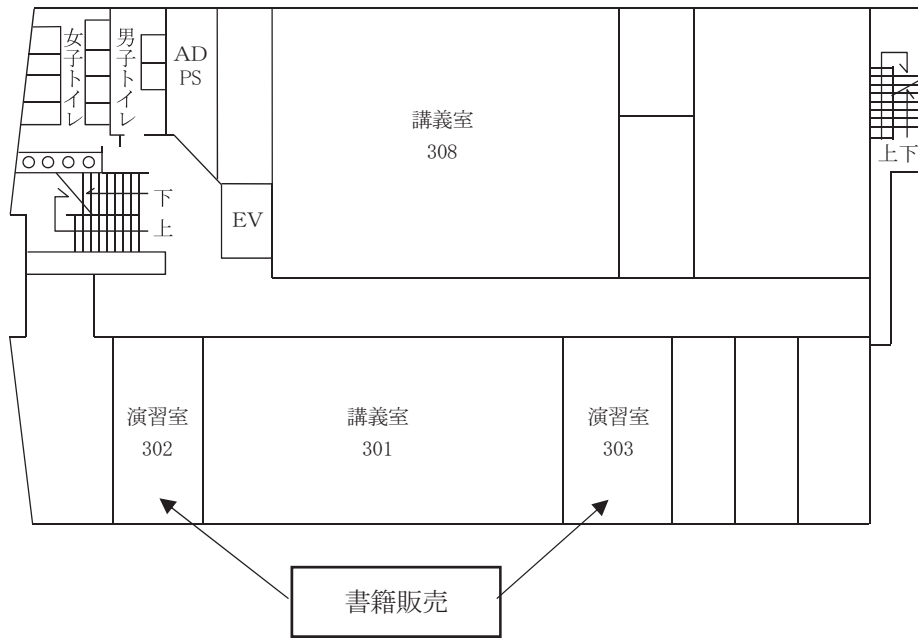 女子トイレ
男子トイレ
AD
PS
講義室
308
上下
下
上
EV
演習室
302
講義室
301
演習室
303
書籍販売